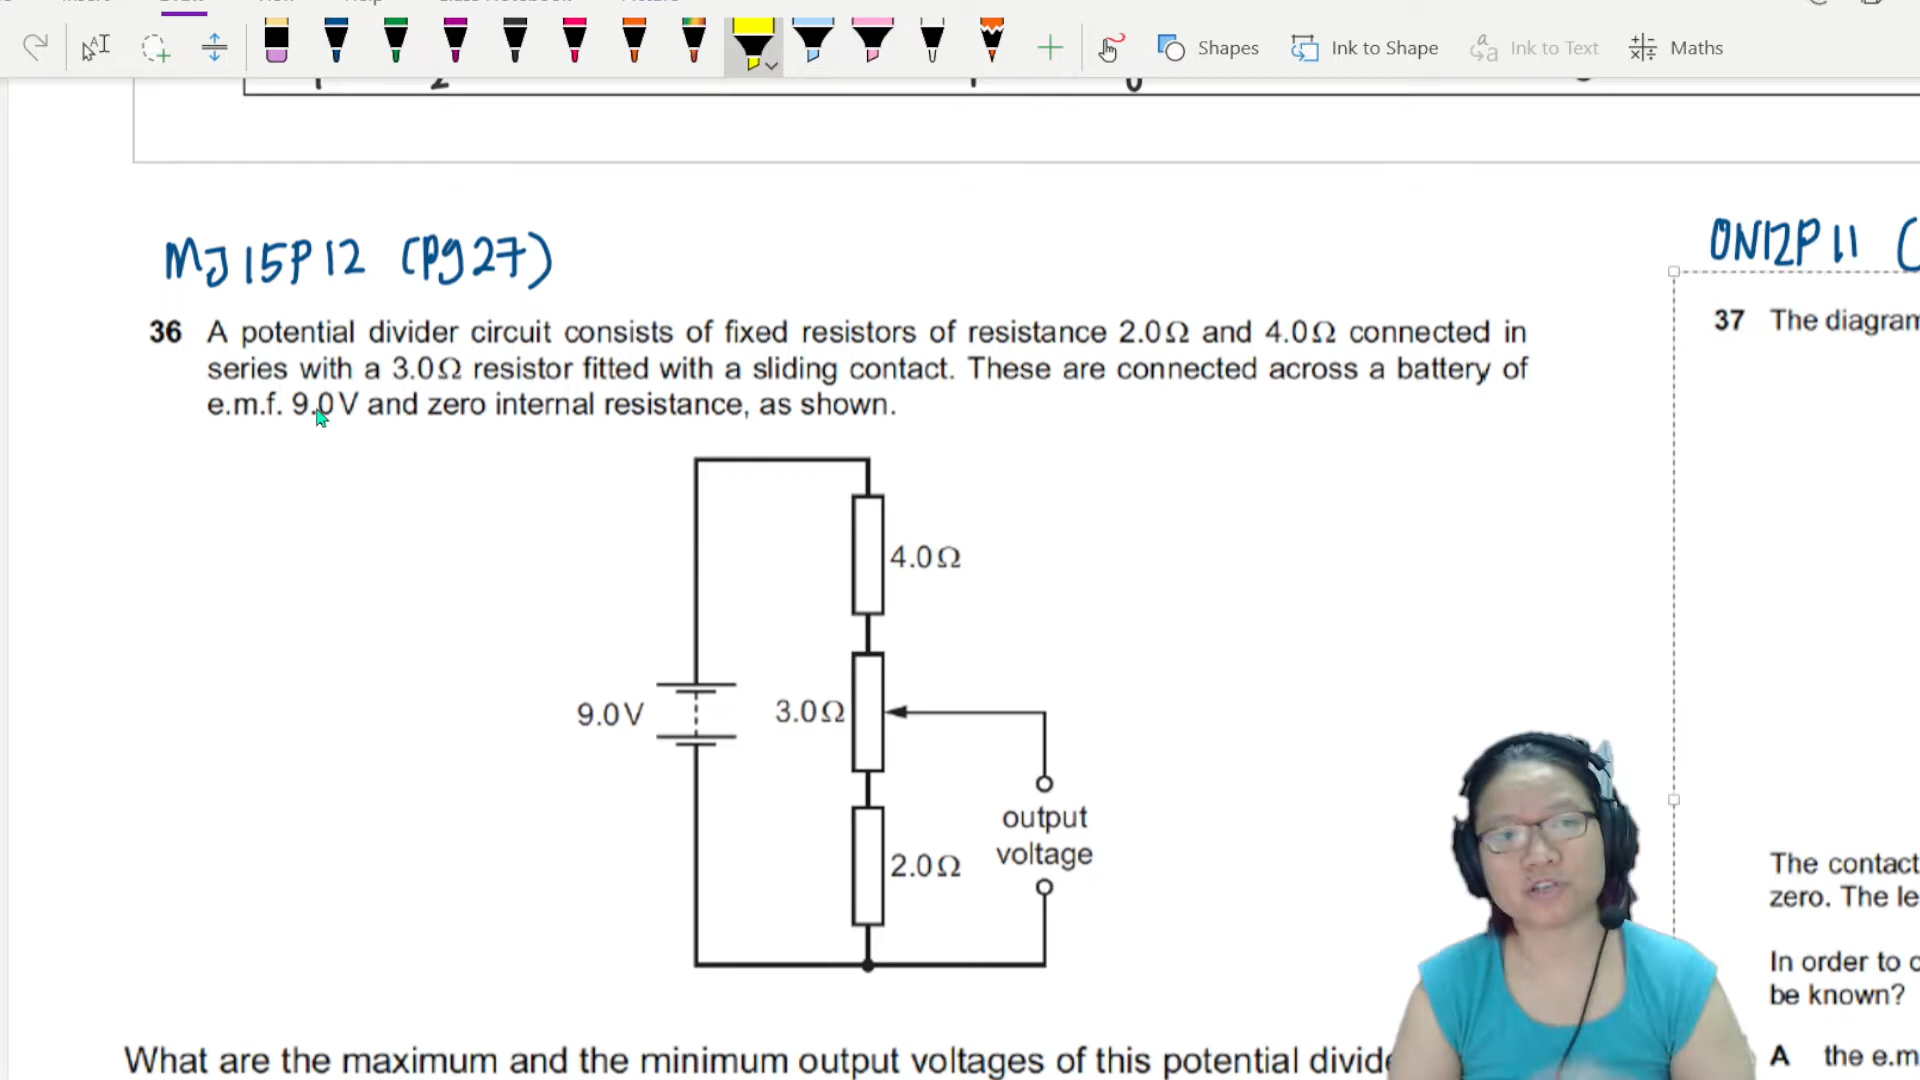 Shapes
Ink to Shape
Ink to Text
Maths
MJ15P12 (pg27)
ON12P11 (
36 A potential divider circuit consists of fixed resistors of resistance 2.0Ω and 4.0Ω connected in
series with a 3.0Ω resistor fitted with a sliding contact. These are connected across a battery of
e.m.f. 9.0V and zero internal resistance, as shown.
37 The diagram
4.0Ω
9.0V
3.0Ω
2.0Ω
output
voltage
The contact
zero. The le
In order to
be known?
What are the maximum and the minimum output voltages of this potential divide
A the e.m